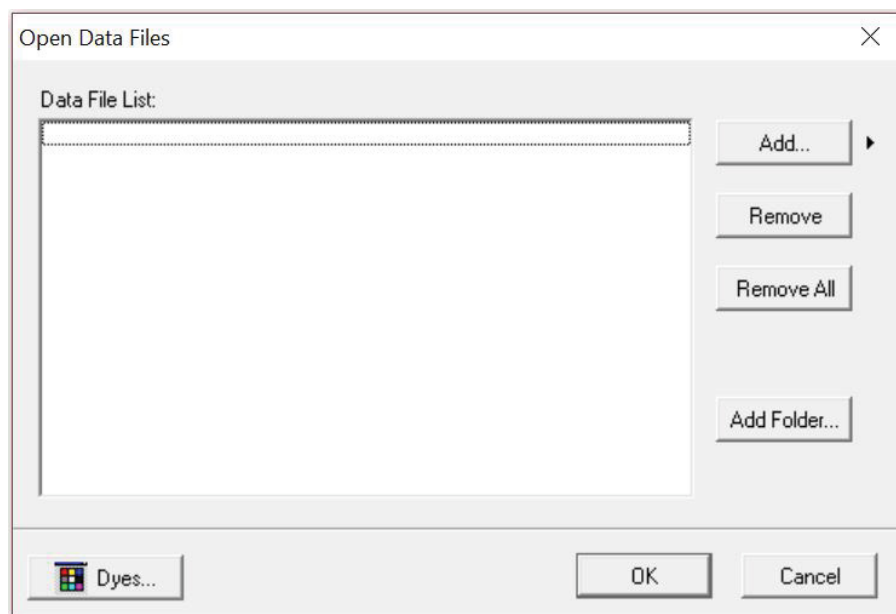 Open Data Files
Data File List:
Add...
Remove
Remove All
Add Folder...
Dyes...
OK
Cancel